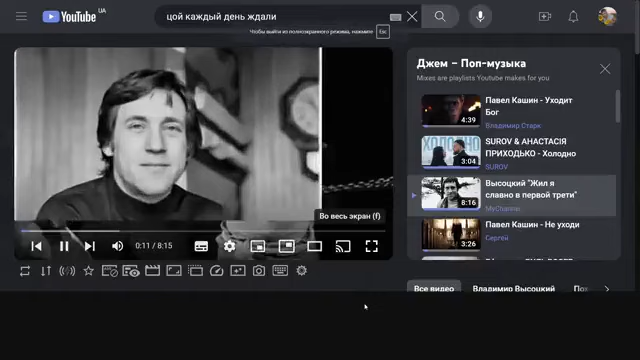 YouTube UA
цой каждый день ждали
Чтобы выйти из полноэкранного режима, нажмите Esc
Джем – Поп-музыка
Mixes are playlists Youtube makes for you
Павел Кашин - Уходит
Бог
Владимир Старк
4:39
SUROV & АНАСТАСІЯ
ПРИХОДЬКО - Холодно
SUROV
ХОЛОДНО
3:04
Высоцкий "Жил я
славно в первой трети"
MyChannel
8:16
Павел Кашин - Не уходи
Сергей
3:26
Во весь экран (f)
0:11 / 8:15
Все видео
Владимир Высоцкий